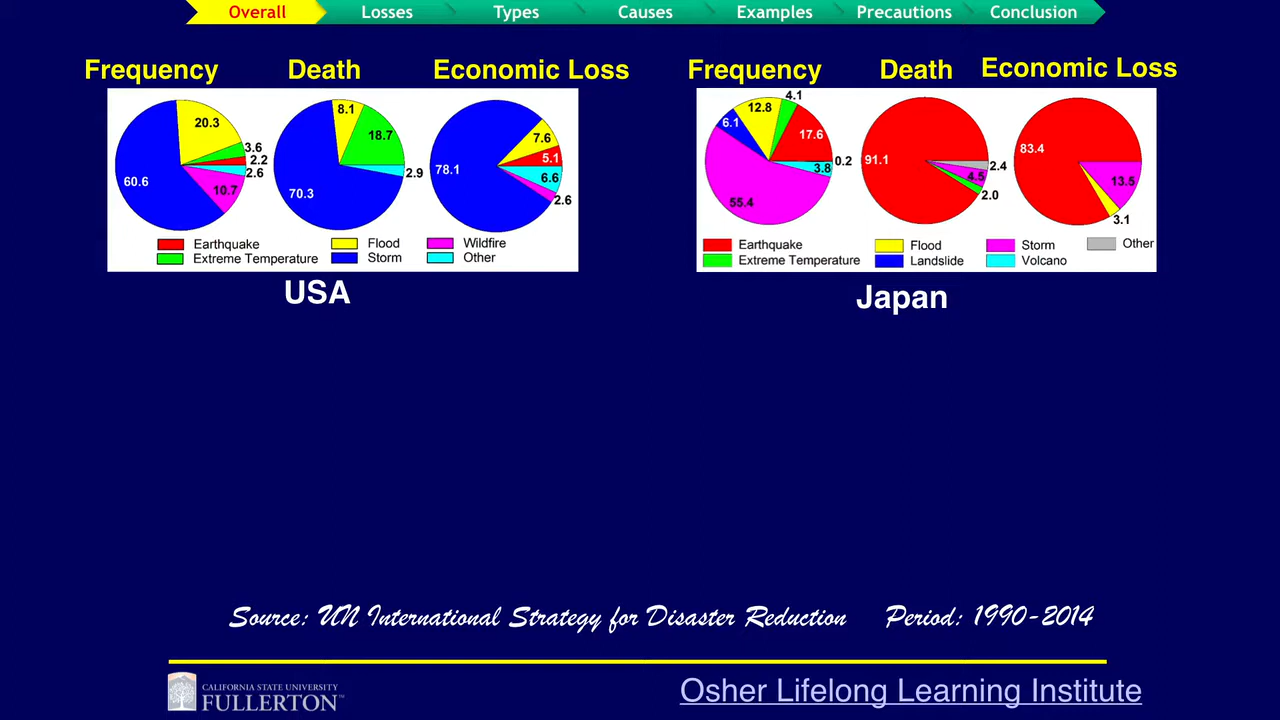 Overall Losses Types Causes Examples Precautions Conclusion
Frequency Death Economic Loss
60.6 20.3 3.6 2.2 2.6 10.7
70.3 8.1 18.7 2.9
78.1 7.6 5.1 6.6 2.6
Earthquake Flood Wildfire
Extreme Temperature Storm Other
USA
Frequency Death Economic Loss
6.1 12.8 4.1 17.6 0.2 3.8 55.4
91.1 2.4 4.5 2.0
83.4 13.5 3.1
Earthquake Flood Storm Other
Extreme Temperature Landslide Volcano
Japan
Source: UN International Strategy for Disaster Reduction Period: 1990-2014
CALIFORNIA STATE UNIVERSITY
FULLERTON™
Osher Lifelong Learning Institute